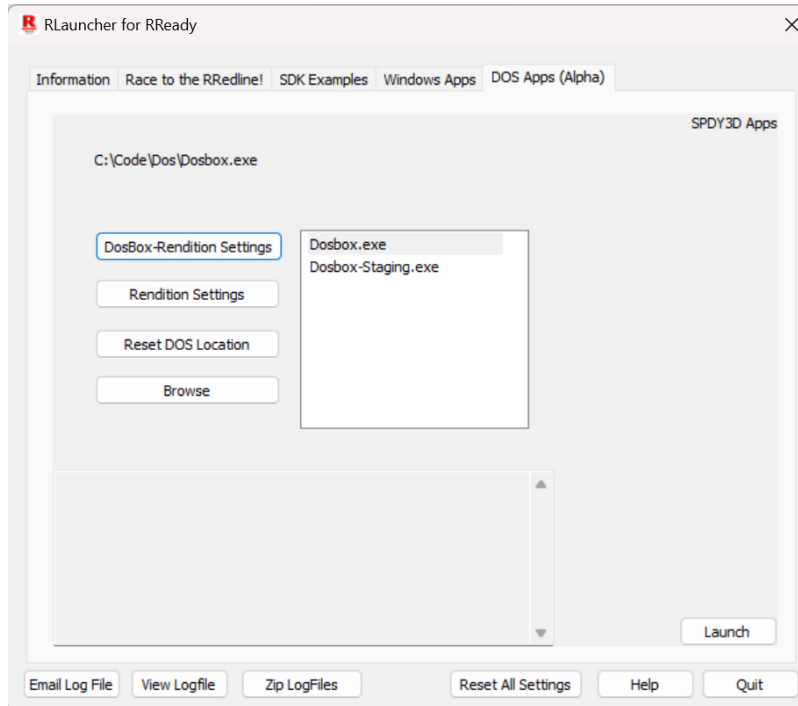 RLauncher for RReady
Information Race to the RRedline! SDK Examples Windows Apps DOS Apps (Alpha)
SPDY3D Apps
C:\Code\Dos\Dosbox.exe
DosBox-Rendition Settings
Rendition Settings
Reset DOS Location
Browse
Dosbox.exe
Dosbox-Staging.exe
Launch
Email Log File View Logfile Zip LogFiles Reset All Settings Help Quit